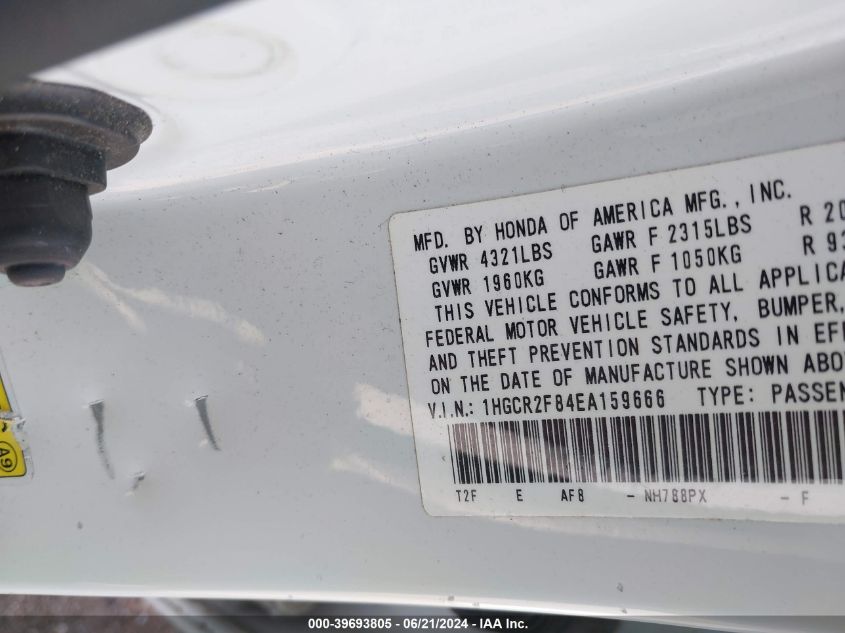 MFD. BY HONDA OF AMERICA MFG., INC.
GVWR 4321LBS GAWR F 2315LBS R 20
GVWR 1960KG GAWR F 1050KG R 93
THIS VEHICLE CONFORMS TO ALL APPLICA
FEDERAL MOTOR VEHICLE SAFETY, BUMPER,
AND THEFT PREVENTION STANDARDS IN EFF
ON THE DATE OF MANUFACTURE SHOWN ABO
V.I.N.: 1HGCR2F84EA159666 TYPE: PASSEN
T2F E AF8 - NH788PX - F
A9
000-39693805 - 06/21/2024 - IAA Inc.